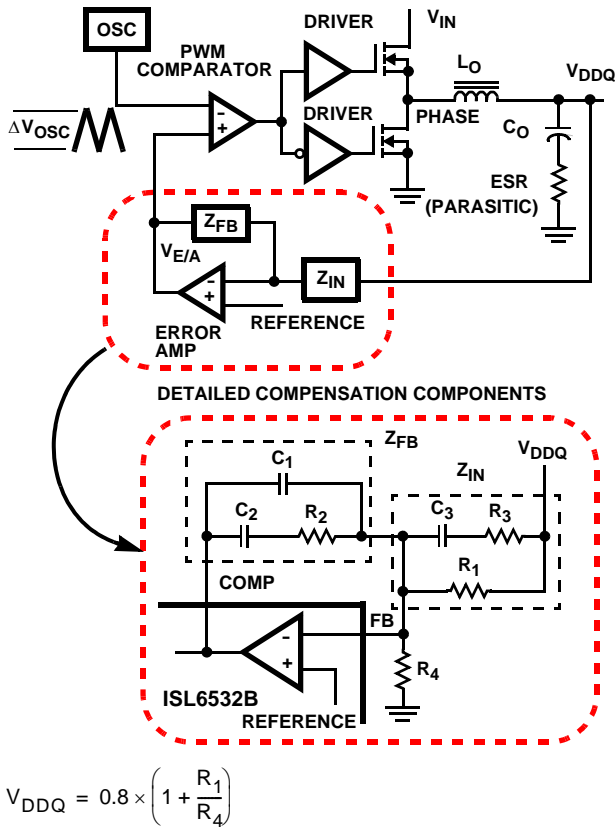 OSC
DRIVER
V_IN
PWM
COMPARATOR
L_O
V_DDQ
ΔV_OSC
-
+
DRIVER
PHASE
C_O
ESR
(PARASITIC)
Z_FB
V_E/A
-
+
Z_IN
REFERENCE
ERROR
AMP
DETAILED COMPENSATION COMPONENTS
Z_FB
V_DDQ
C_1
Z_IN
C_2
R_2
C_3
R_3
R_1
COMP
FB
-
+
R_4
ISL6532B
REFERENCE
V_DDQ = 0.8 × (1 + R_1/R_4)